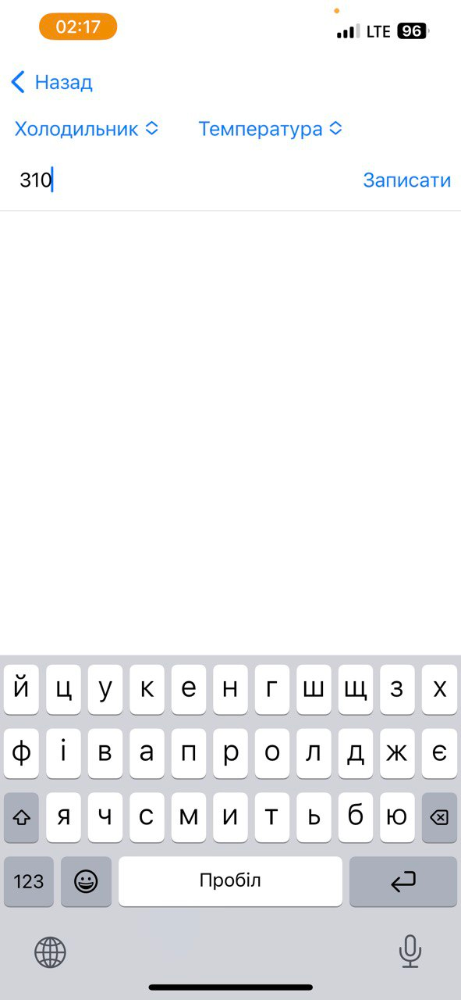 02:17
LTE 96
Назад
Холодильник Температура
310 Записати
й ц у к е н г ш щ з х
ф і в а п р о л д ж є
я ч с м и т ь б ю
123 Пробіл